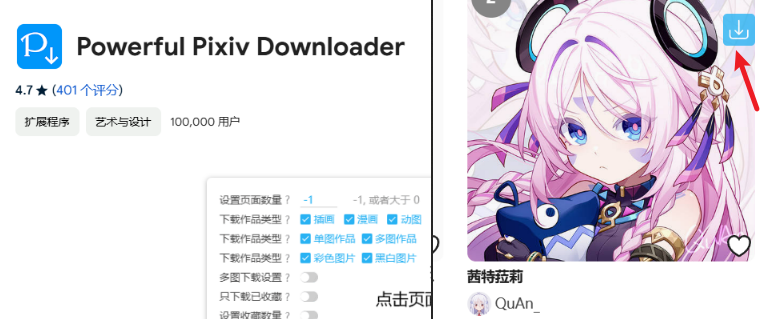 Powerful Pixiv Downloader
4.7 ★ (401 个评分)
扩展程序 艺术与设计 100,000 用户
设置页面数量 ? -1 -1, 或者大于 0
下载作品类型 ? 插画 漫画 动图
下载作品类型 ? 单图作品 多图作品
下载作品类型 ? 彩色图片 黑白图片
多图下载设置 ?
只下载已收藏 ?
设置收藏数量 ?
点击页面
2
茜特菈莉
QuAn_